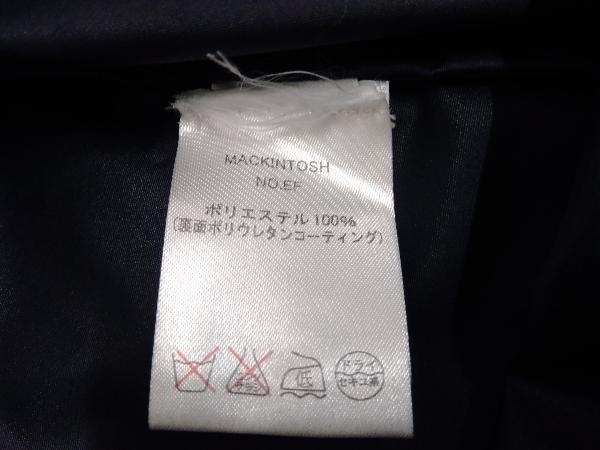 MACKINTOSH
NO.EF
ポリエステル 100%
(裏面ポリウレタンコーティング)
低
ドライ
セキユ系